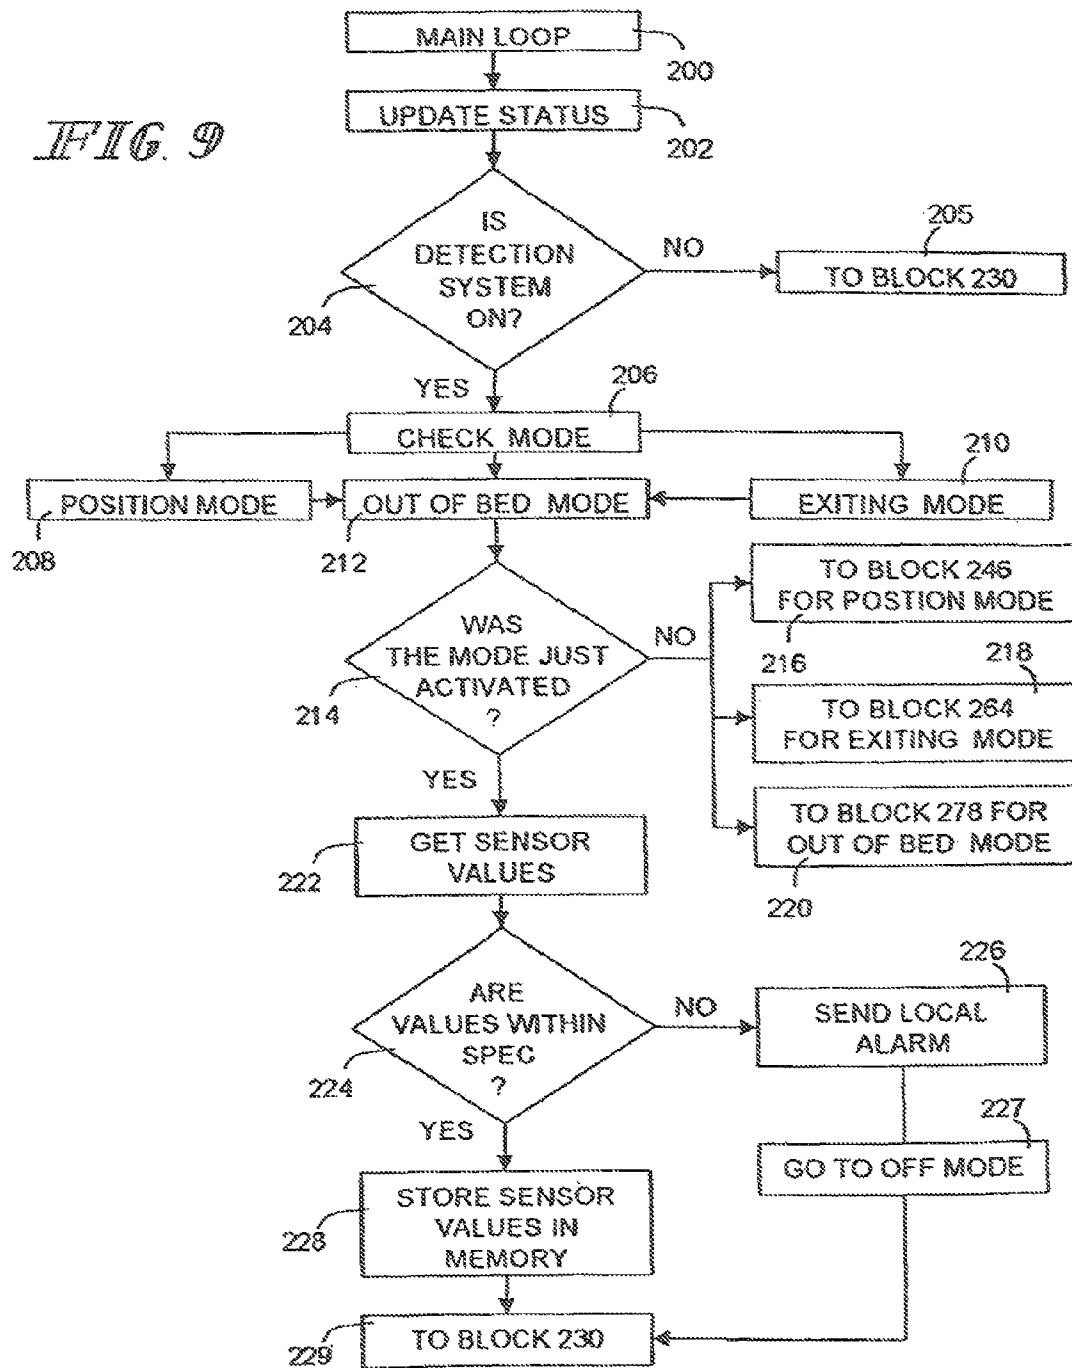 MAIN LOOP
200
UPDATE STATUS
202
FIG. 9
IS
DETECTION
SYSTEM
ON?
204
NO
205
TO BLOCK 230
YES
206
CHECK MODE
210
POSITION MODE
OUT OF BED MODE
EXITING MODE
208
212
WAS
THE MODE JUST
ACTIVATED
?
214
NO
TO BLOCK 246
FOR POSTION MODE
216
218
TO BLOCK 264
FOR EXITING MODE
TO BLOCK 278 FOR
OUT OF BED MODE
220
YES
GET SENSOR
VALUES
222
ARE
VALUES WITHIN
SPEC
?
224
NO
226
SEND LOCAL
ALARM
227
GO TO OFF MODE
YES
STORE SENSOR
VALUES IN
MEMORY
228
TO BLOCK 230
229